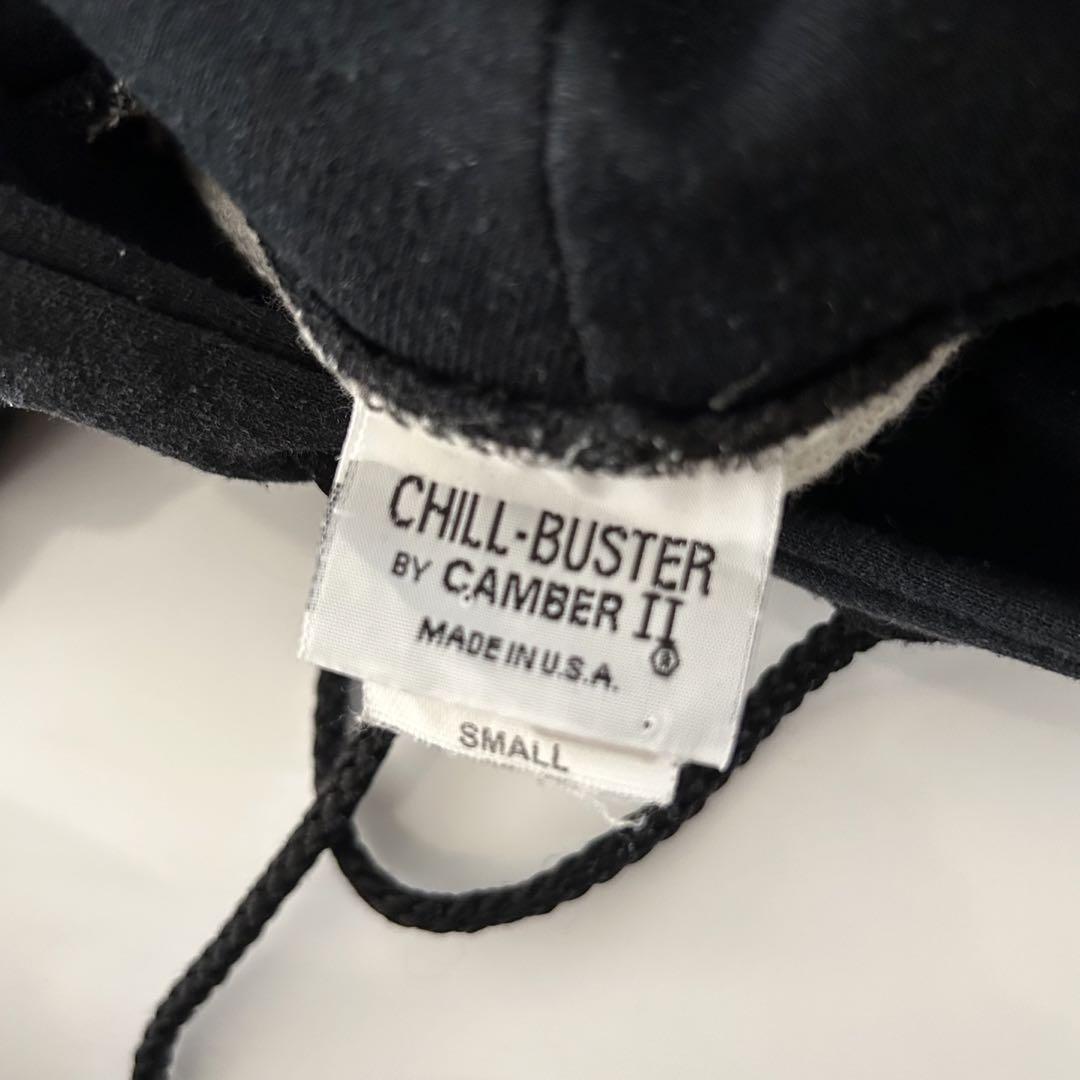 CHILL-BUSTER
BY CAMBER II
®
MADE IN U.S.A.
SMALL